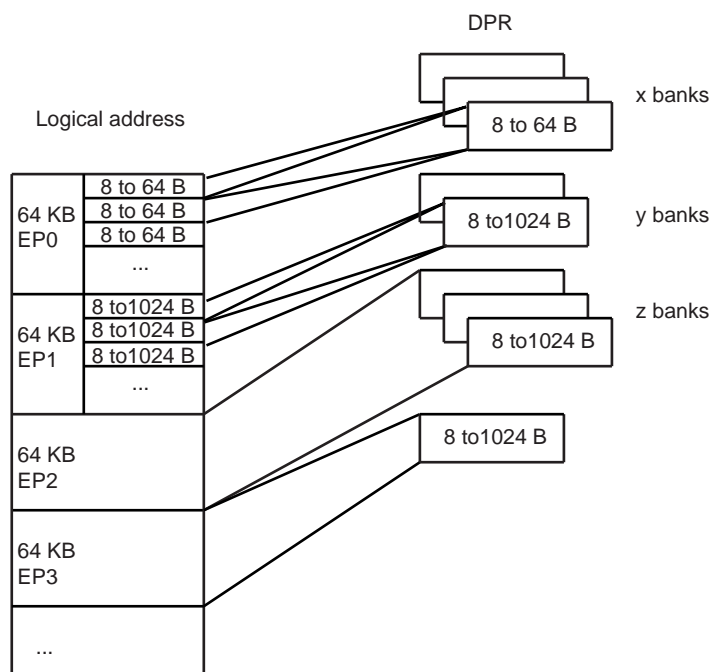 DPR
x banks
8 to 64 B
Logical address
64 KB
EP0
8 to 64 B
8 to 64 B
8 to 64 B
...
8 to1024 B
y banks
64 KB
EP1
8 to1024 B
8 to1024 B
8 to1024 B
...
z banks
8 to1024 B
64 KB
EP2
8 to1024 B
64 KB
EP3
...